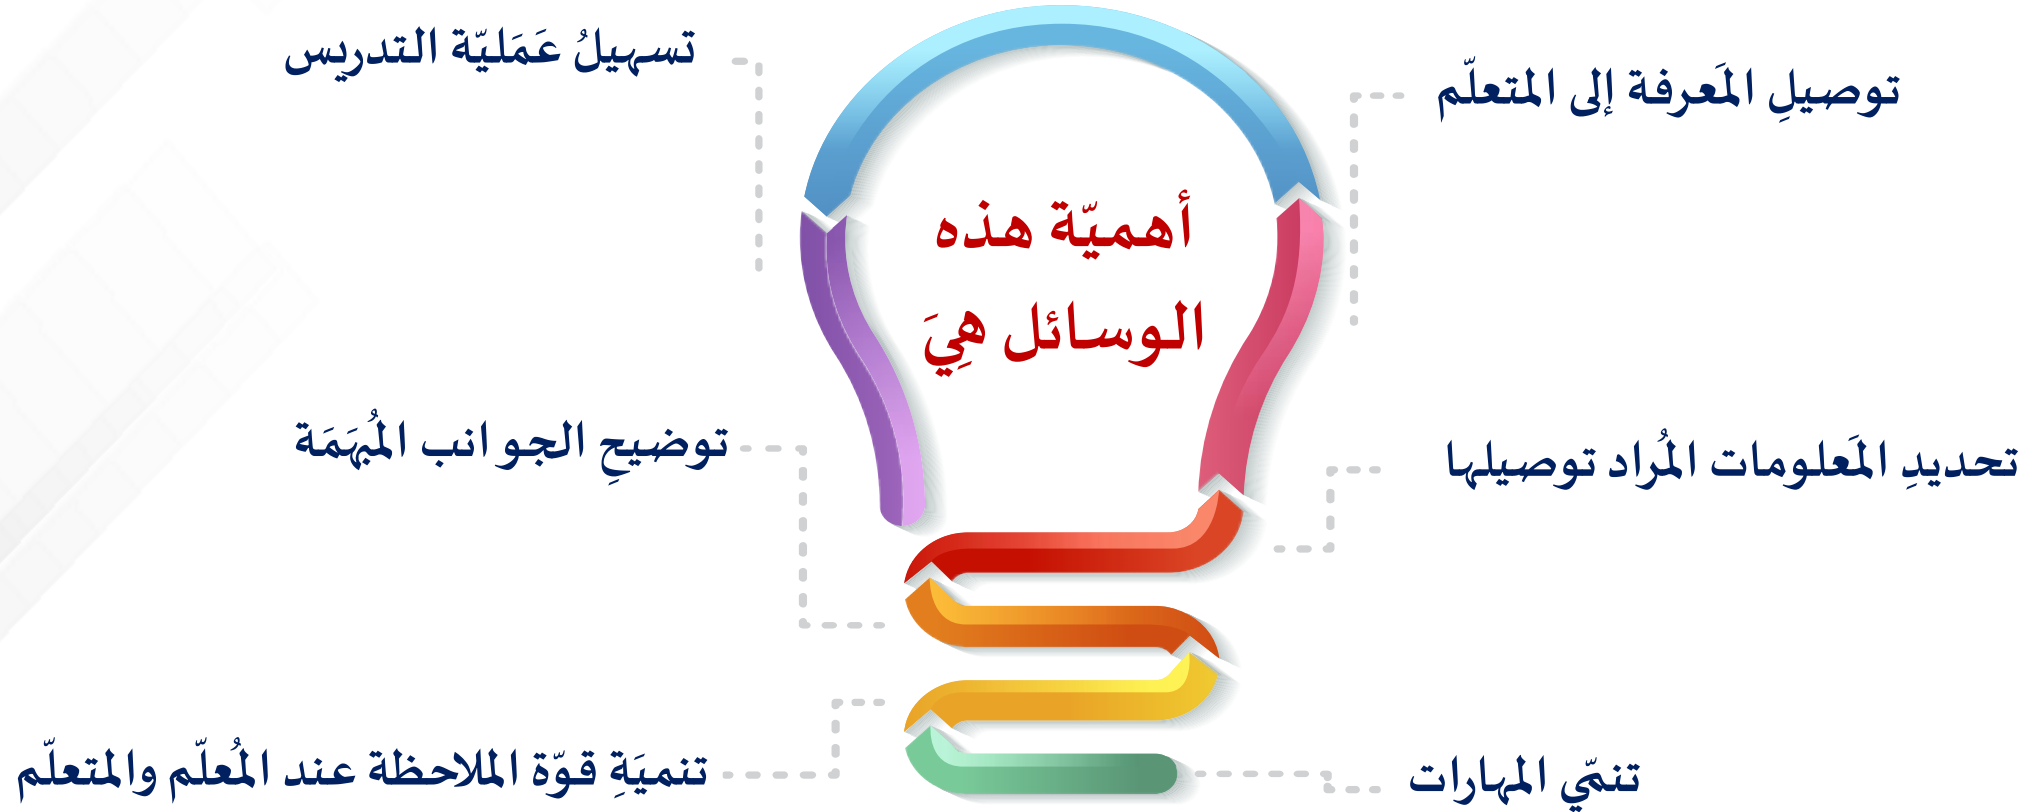 أهميّة هذه
الوسائل هِيَ
توصيلِ المَعرفة إلى المتعلّم
تحديدِ المَعلومات المُراد توصيلها
تنمّي المهارات
تسهيلُ عَمَليّة التدريس
توضيحِ الجوانب المُبهَمَة
تنميَةِ قوّة الملاحظة عند المُعلّم والمتعلّم